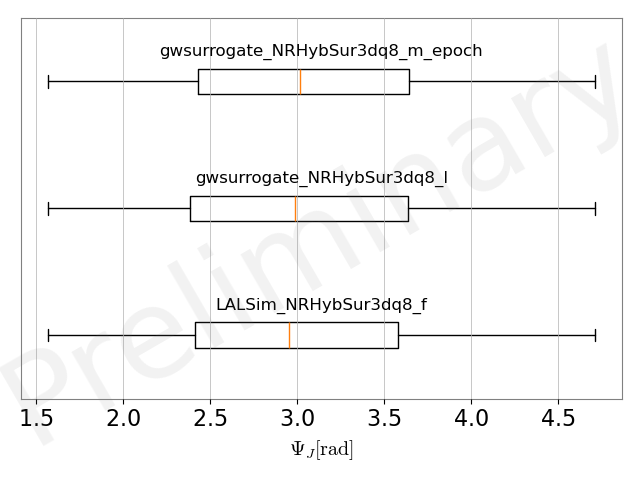 gwsurrogate_NRHybSur3dq8_m_epoch
gwsurrogate_NRHybSur3dq8_l
LALSim_NRHybSur3dq8_f
Preliminary
1.5 2.0 2.5 3.0 3.5 4.0 4.5
Ψ_J[rad]